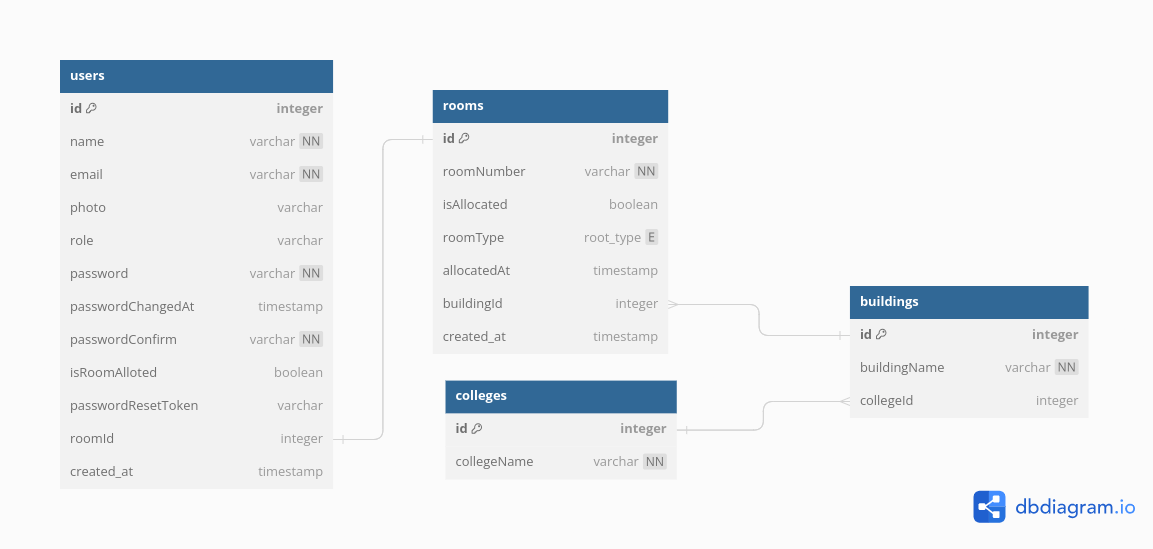 users
id integer
name varchar NN
email varchar NN
photo varchar
role varchar
password varchar NN
passwordChangedAt timestamp
passwordConfirm varchar NN
isRoomAlloted boolean
passwordResetToken varchar
roomId integer
created_at timestamp
rooms
id integer
roomNumber varchar NN
isAllocated boolean
roomType root_type E
allocatedAt timestamp
buildingId integer
created_at timestamp
colleges
id integer
collegeName varchar NN
buildings
id integer
buildingName varchar NN
collegeId integer
dbdiagram.io